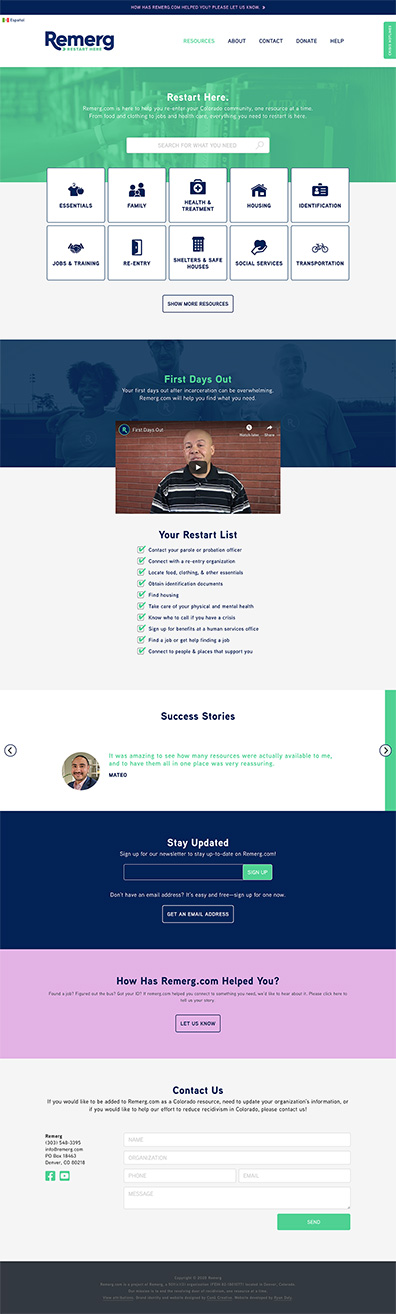 HOW HAS REMERG.COM HELPED YOU? PLEASE LET US KNOW.
Español
Remerg
RESTART HERE
RESOURCES ABOUT CONTACT DONATE HELP
Restart Here.
Remerg.com is here to help you re-enter your Colorado community, one resource at a time.
From food and clothing to jobs and health care, everything you need to restart is here.
SEARCH FOR WHAT YOU NEED
ESSENTIALS
FAMILY
HEALTH &
TREATMENT
HOUSING
IDENTIFICATION
JOBS & TRAINING
RE-ENTRY
SHELTERS & SAFE
HOUSES
SOCIAL SERVICES
TRANSPORTATION
SHOW MORE RESOURCES
First Days Out
Your first days out after incarceration can be overwhelming.
Remerg.com will help you find what you need.
First Days Out
Watch later
Share
Your Restart List
Contact your parole or probation officer
Connect with a re-entry organization
Locate food, clothing, & other essentials
Obtain identification documents
Find housing
Take care of your physical and mental health
Know who to call if you have a crisis
Sign up for benefits at a human services office
Find a job or get help finding a job
Connect to people & places that support you
Success Stories
It was amazing to see how many resources were actually available to me,
and to have them all in one place was very reassuring.
MATEO
Stay Updated
Sign up for our newsletter to stay up-to-date on Remerg.com!
SIGN UP
Don't have an email address? It's easy and free—sign up for one now.
GET AN EMAIL ADDRESS
How Has Remerg.com Helped You?
Found a job? Figured out the bus? Got your ID? If remerg.com helped you connect to something you need, we'd like to hear about it. Please click here to
tell us your story.
LET US KNOW
Contact Us
If you would like to be added to Remerg.com as a Colorado resource, need to update your organization's information, or
if you would like to help our effort to reduce recidivism in Colorado, please contact us!
Remerg
(303) 548-3395
info@remerg.com
PO Box 18463
Denver, CO 80218
NAME
ORGANIZATION
PHONE
EMAIL
MESSAGE
SEND